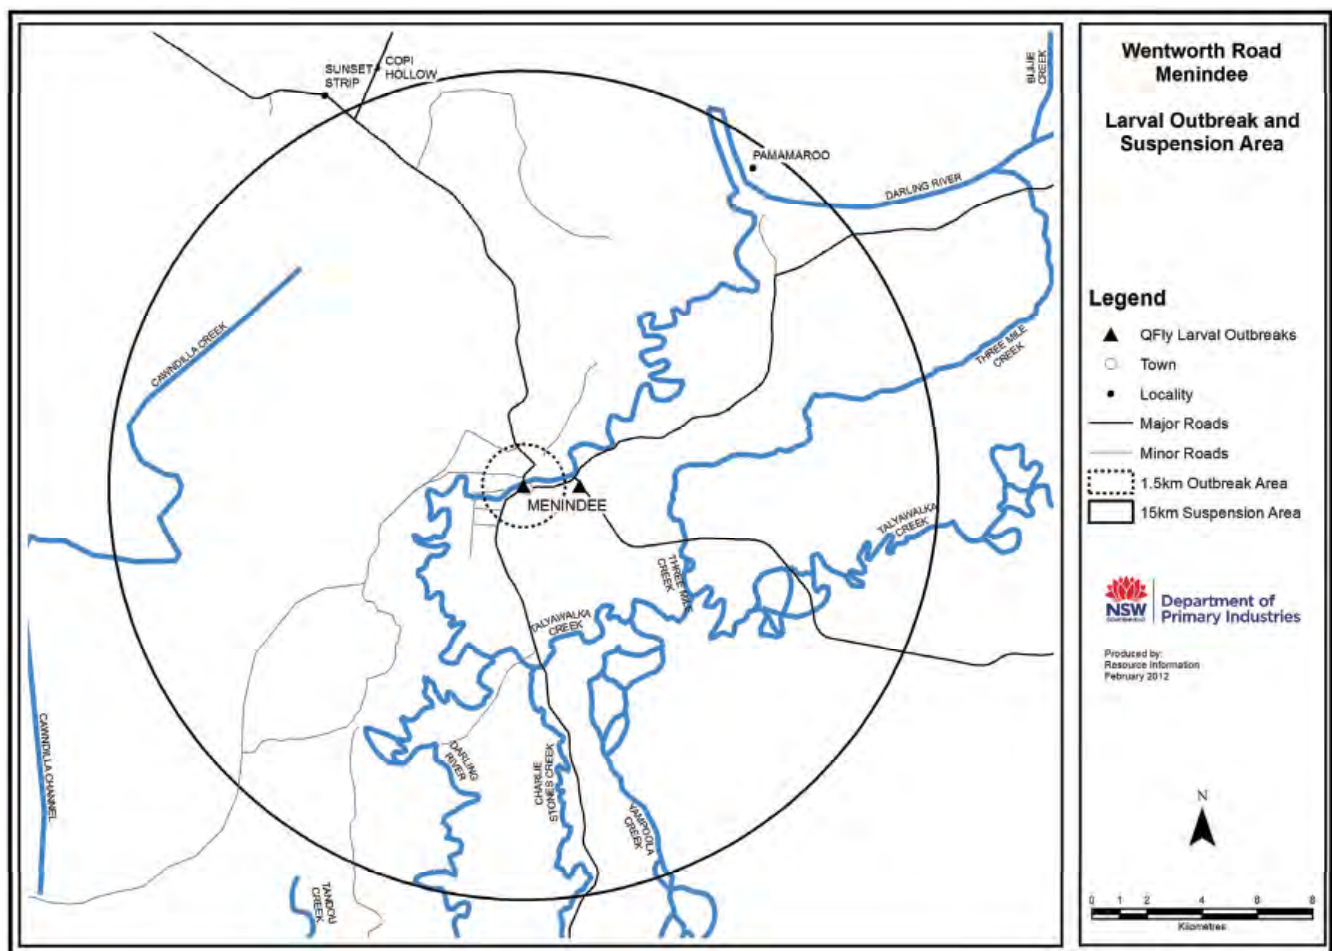 Wentworth Road
Menindee
Larval Outbreak and
Suspension Area
COPI
HOLLOW
SUNSET
STRIP
BLILJE
CREEK
PAMAMAROO
DARLING RIVER
CAWNDILLA CREEK
THREE MILE
CREEK
MENINDEE
TALYAWALKA
CREEK
THREE MILE
CREEK
TALYAWALKA
CREEK
CAWNDILLA CHANNEL
DARLING
RIVER
CHARLIE
STONES CREEK
YAMPOOLA
CREEK
TANDOU
CREEK
Legend
QFly Larval Outbreaks
Town
Locality
Major Roads
Minor Roads
1.5km Outbreak Area
15km Suspension Area
NSW
Department of
Primary Industries
Produced by:
Resource Information
February 2012
N
0 2 4 6 8
Kilometres